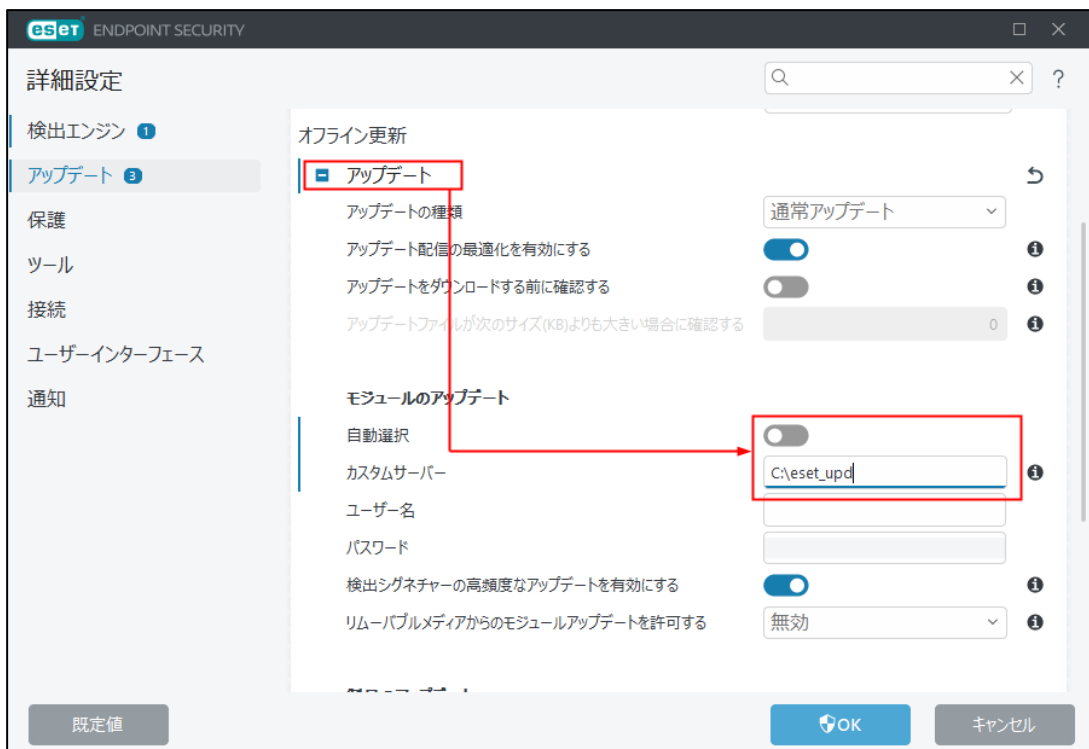 eset ENDPOINT SECURITY
詳細設定
?
検出エンジン 1
アップデート 3
保護
ツール
接続
ユーザーインターフェース
通知
オフライン更新
アップデート
アップデートの種類 通常アップデート
アップデート配信の最適化を有効にする
アップデートをダウンロードする前に確認する
アップデートファイルが次のサイズ(KB)よりも大きい場合に確認する 0
モジュールのアップデート
自動選択
カスタムサーバー C:\eset_upd
ユーザー名
パスワード
検出シグネチャーの高頻度なアップデートを有効にする
リムーバブルメディアからのモジュールアップデートを許可する 無効
既定値
OK
キャンセル